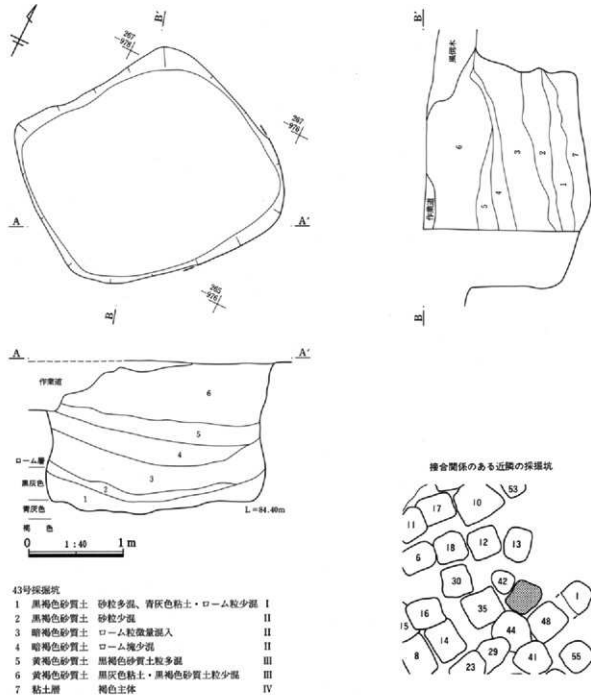 B'
267
976
267
976
A
A'
265
976
B
B'
風倒木
6
3
2
7
5
4
1
作業道
B
A
A'
作業道
6
5
4
3
2
1
ローム層
黒灰色
青灰色
褐 色
L=84.40m
0 1:40 1m
接合関係のある近隣の採掘坑
53
17
10
11
18
12
13
6
30
42
1
35
16
48
15
14
44
8
29
41
55
23
43号採掘坑
1 黒褐色砂質土 砂粒多混、青灰色粘土・ローム粒少混 I
2 黒褐色砂質土 砂粒少混 II
3 暗褐色砂質土 ローム粒微量混入 II
4 暗褐色砂質土 ローム塊少混 II
5 黄褐色砂質土 黒褐色砂質土粒多混 III
6 黄褐色砂質土 黒灰色粘土・黒褐色砂質土粒少混 III
7 粘土層 褐色主体 IV